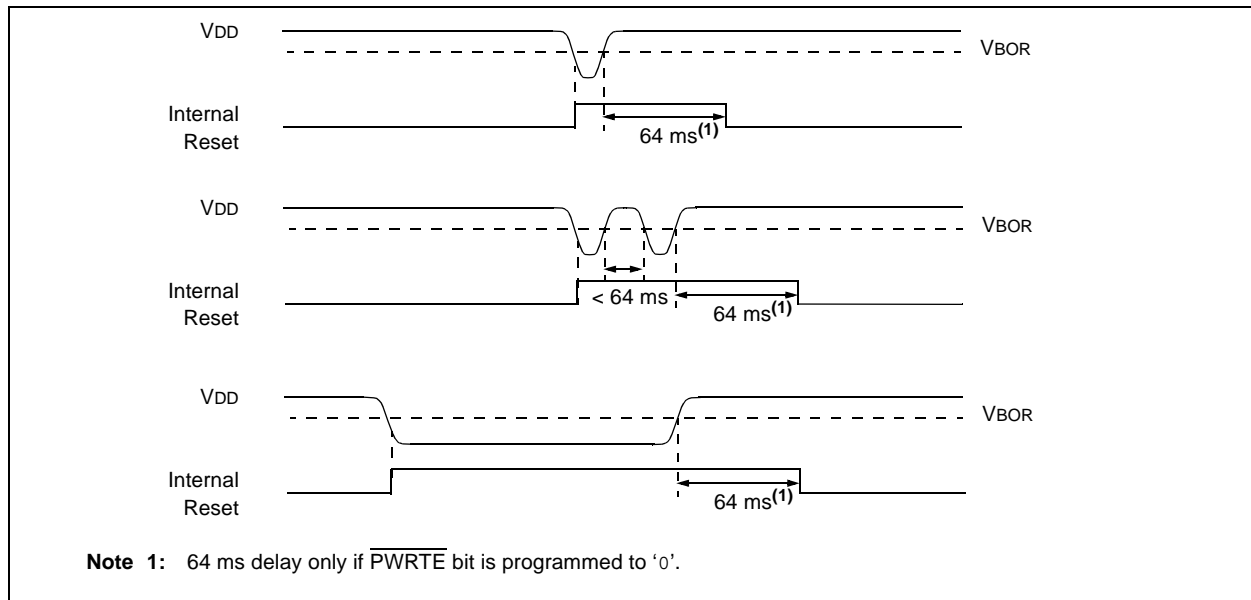 VDD
VBOR
Internal
Reset
64 ms(1)
VDD
VBOR
Internal
Reset
< 64 ms
64 ms(1)
VDD
VBOR
Internal
Reset
64 ms(1)
Note 1: 64 ms delay only if PWRTE bit is programmed to ‘0’.